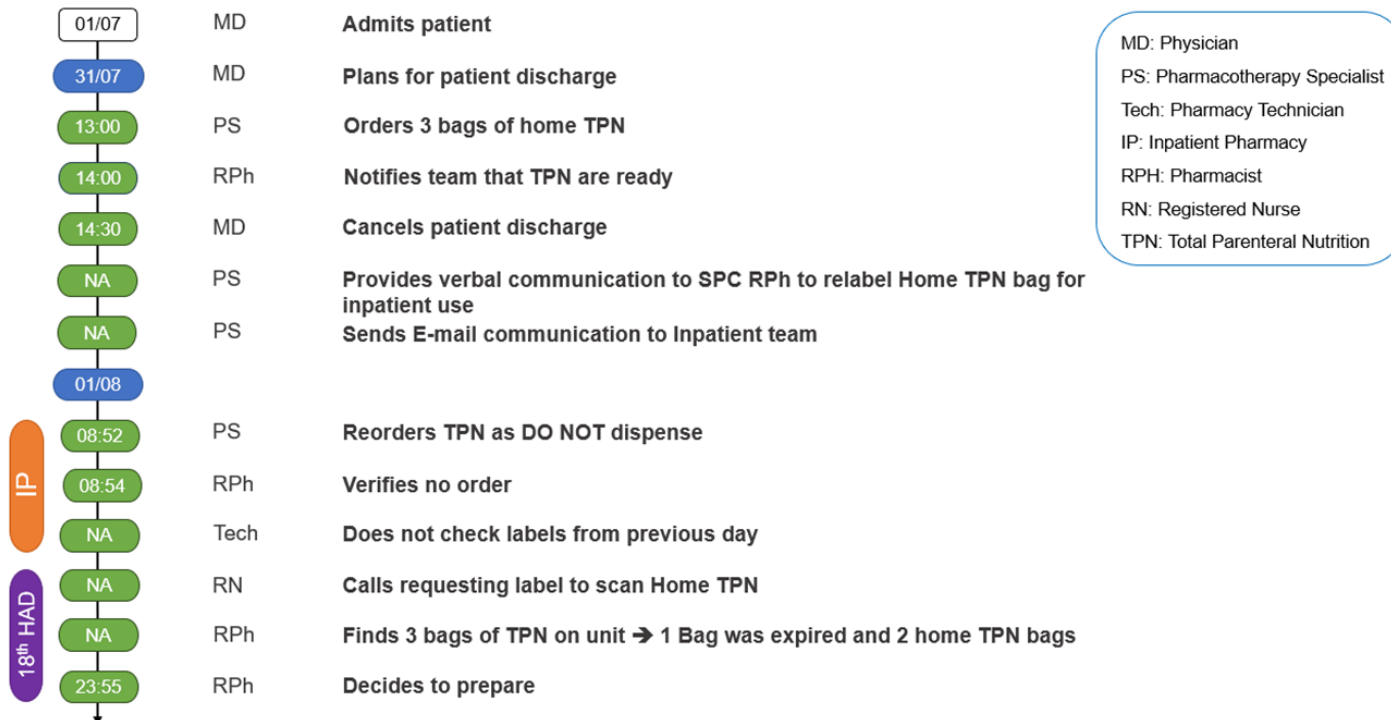 01/07 MD Admits patient
31/07 MD Plans for patient discharge
13:00 PS Orders 3 bags of home TPN
14:00 RPh Notifies team that TPN are ready
14:30 MD Cancels patient discharge
NA PS Provides verbal communication to SPC RPh to relabel Home TPN bag for
inpatient use
NA PS Sends E-mail communication to Inpatient team
01/08
IP
08:52 PS Reorders TPN as DO NOT dispense
08:54 RPh Verifies no order
NA Tech Does not check labels from previous day
18th HAD
NA RN Calls requesting label to scan Home TPN
NA RPh Finds 3 bags of TPN on unit ➔ 1 Bag was expired and 2 home TPN bags
23:55 RPh Decides to prepare
MD: Physician
PS: Pharmacotherapy Specialist
Tech: Pharmacy Technician
IP: Inpatient Pharmacy
RPH: Pharmacist
RN: Registered Nurse
TPN: Total Parenteral Nutrition